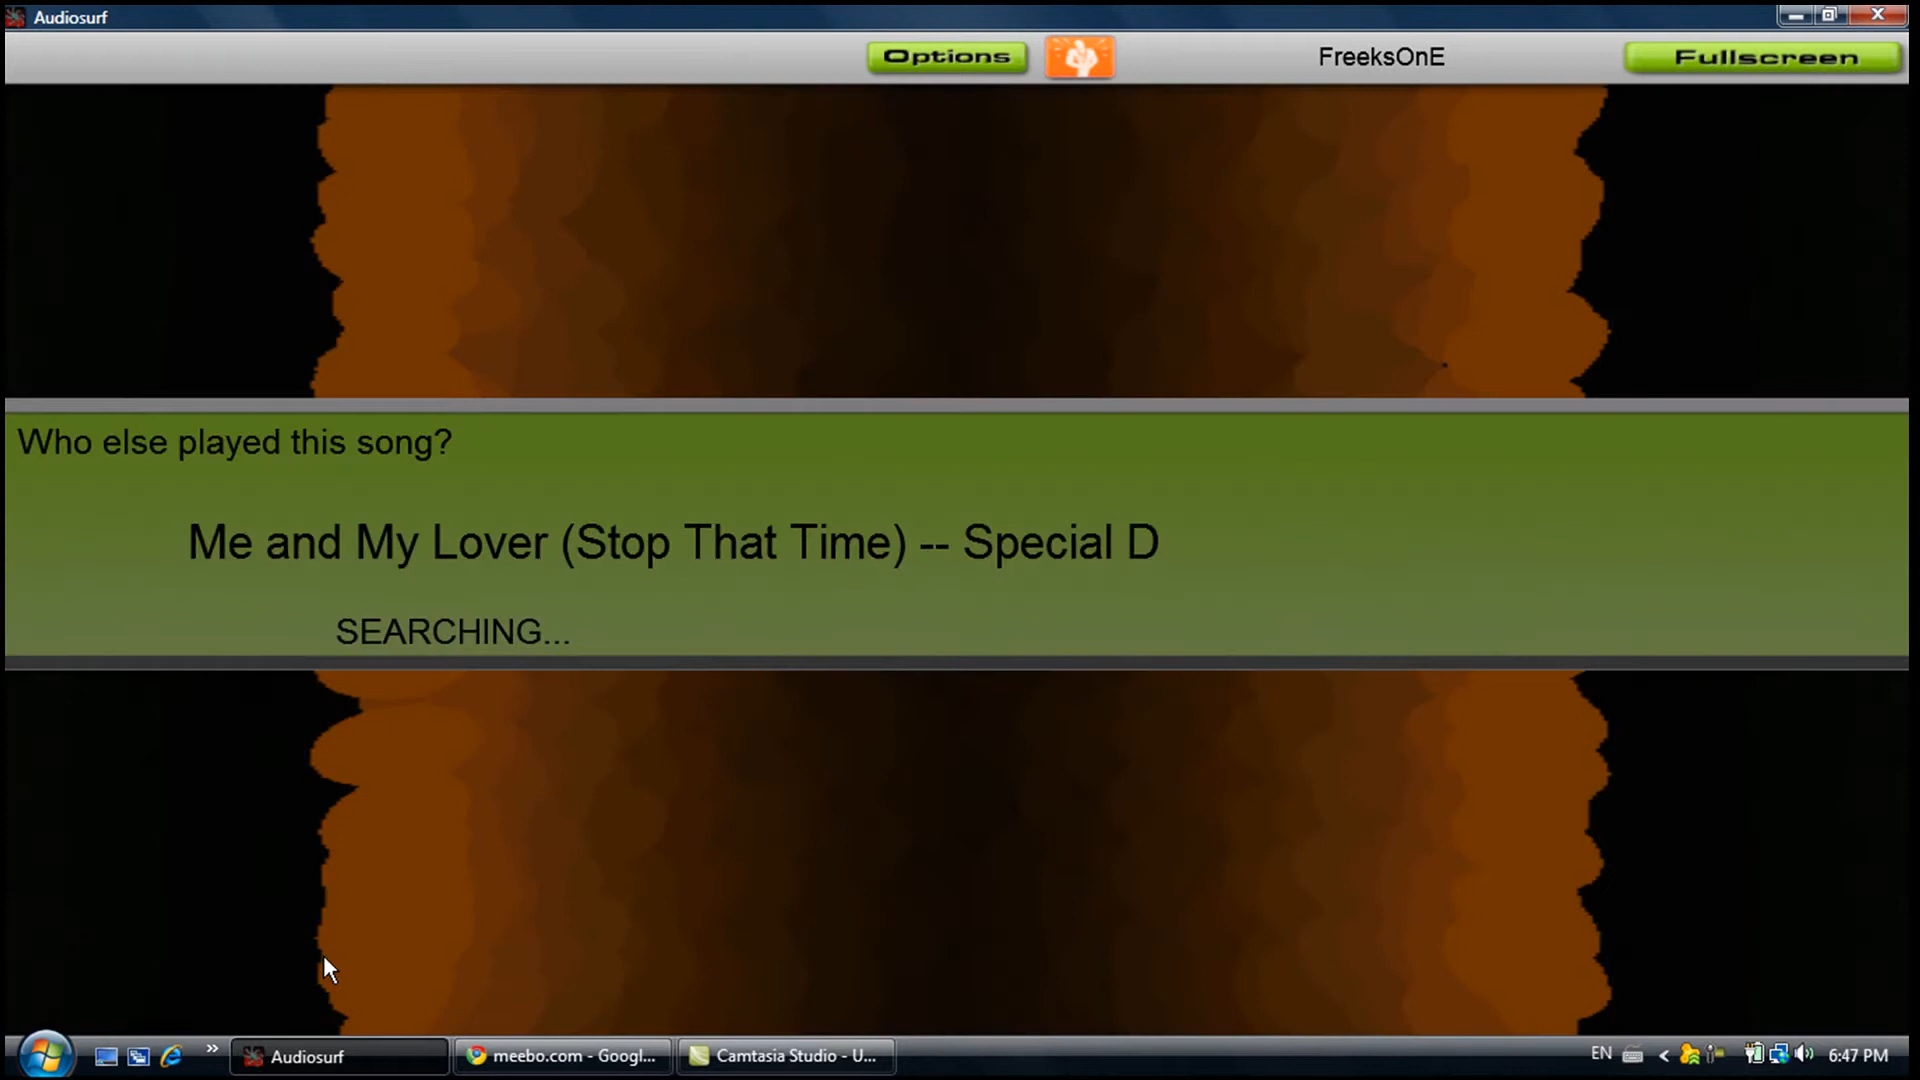 Audiosurf
Options
FreeksOnE
Fullscreen
Who else played this song?
Me and My Lover (Stop That Time) -- Special D
SEARCHING...
Audiosurf
meebo.com - Googl...
Camtasia Studio - U...
EN
6:47 PM